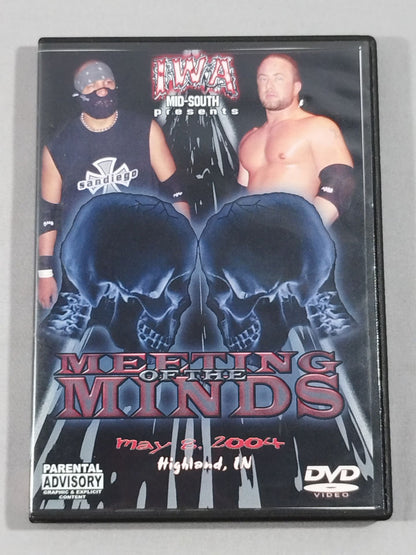 IWA
MID-SOUTH
presents
sandiego
MEETING
OF THE
MINDS
may 8. 2004
Highland, IN
PARENTAL
ADVISORY
GRAPHIC & EXPLICIT
CONTENT
DVD
VIDEO